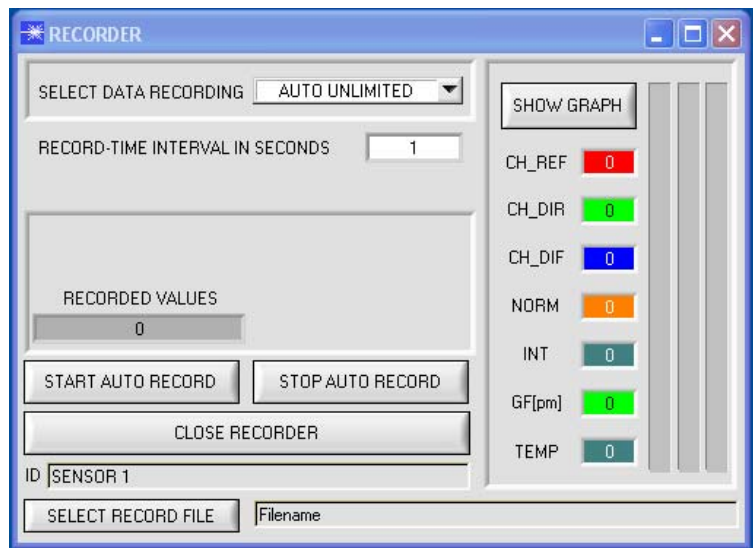 RECORDER
SELECT DATA RECORDING AUTO UNLIMITED
RECORD-TIME INTERVAL IN SECONDS 1
RECORDED VALUES
0
START AUTO RECORD STOP AUTO RECORD
CLOSE RECORDER
ID SENSOR 1
SELECT RECORD FILE Filename
SHOW GRAPH
CH_REF 0
CH_DIR 0
CH_DIF 0
NORM 0
INT 0
GF[pm] 0
TEMP 0